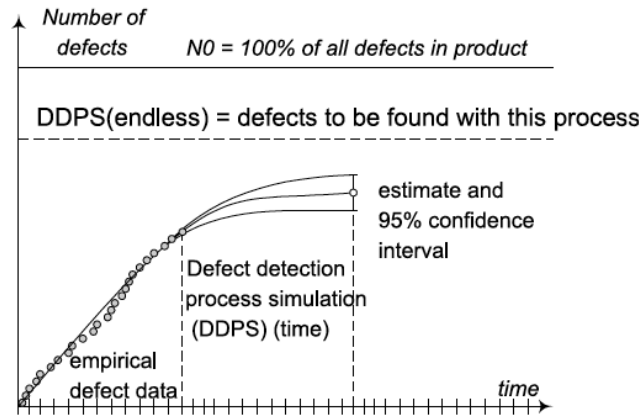 Number of
defects
N0 = 100% of all defects in product
DDPS(endless) = defects to be found with this process
estimate and
95% confidence
interval
Defect detection
process simulation
(DDPS) (time)
empirical
defect data
time